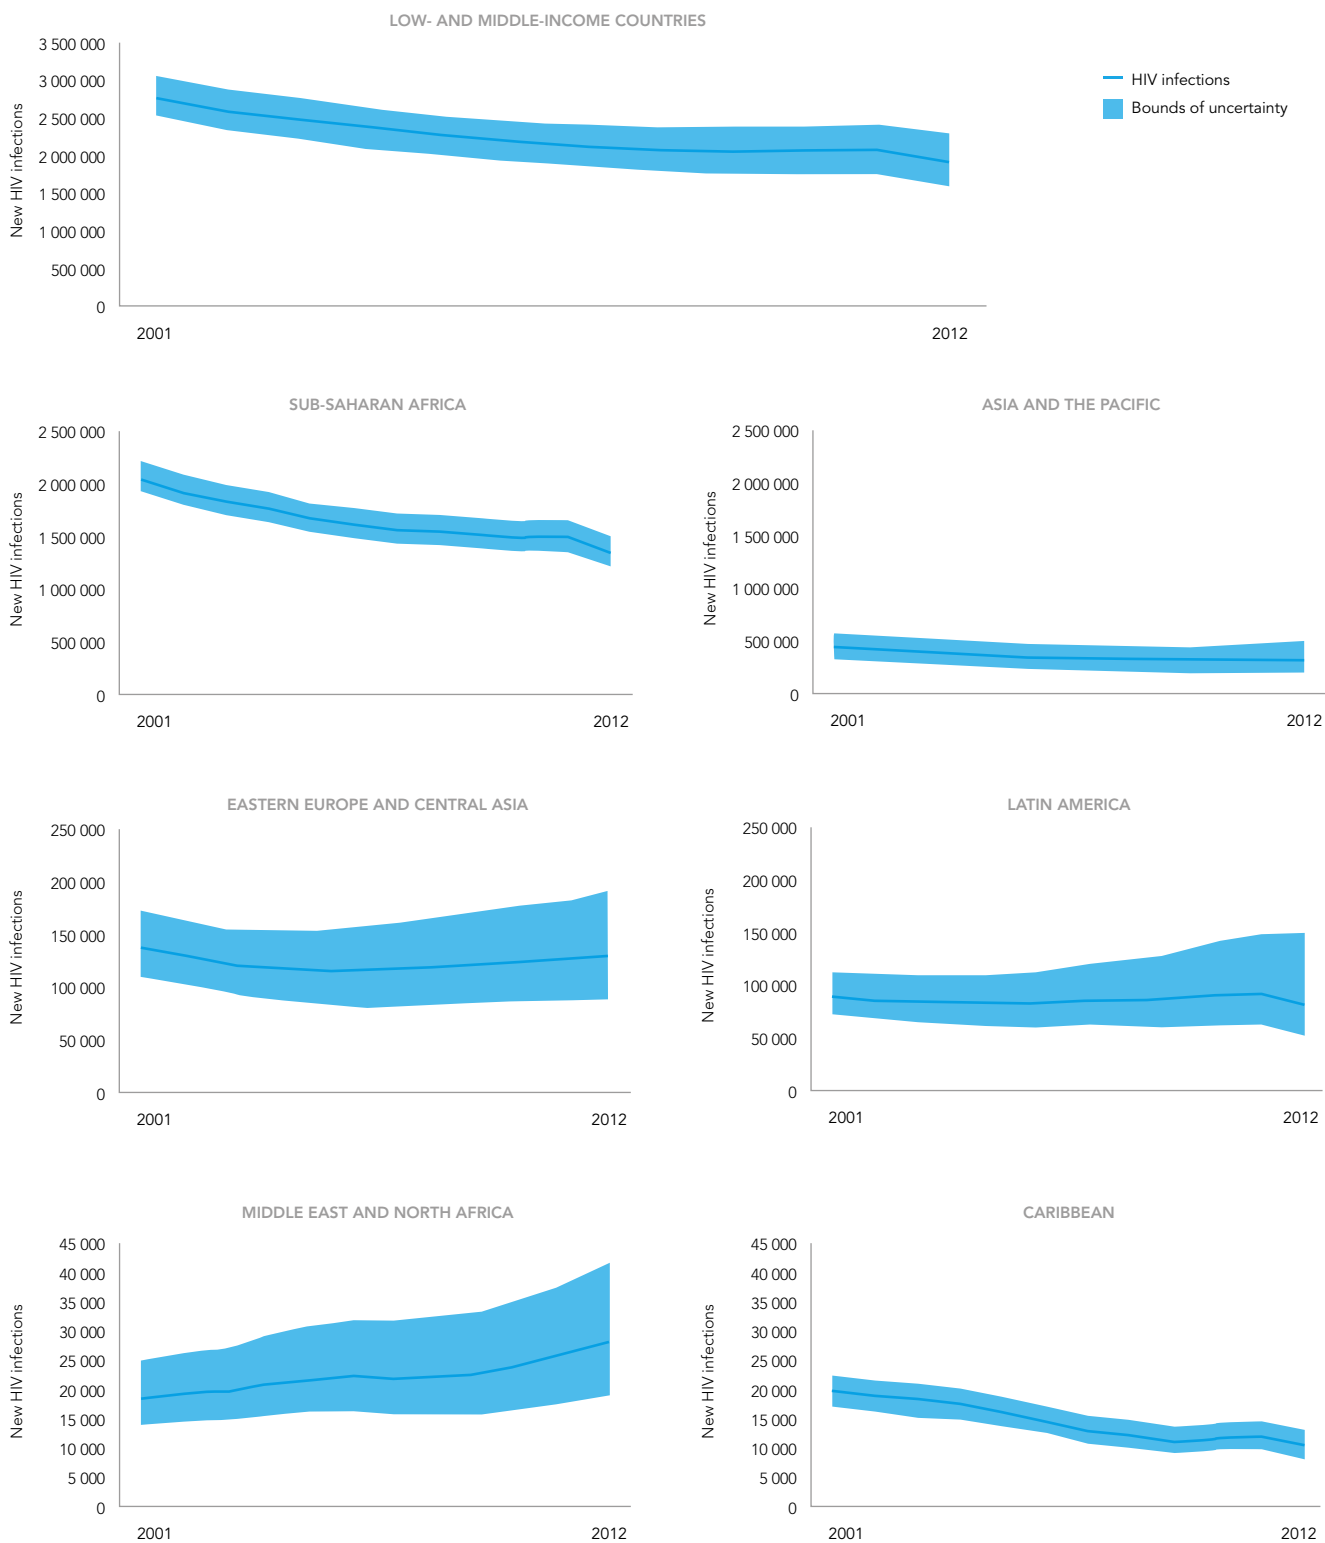 LOW- AND MIDDLE-INCOME COUNTRIES
New HIV infections
3 500 000
3 000 000
2 500 000
2 000 000
1 500 000
1 000 000
500 000
0
2001
2012
HIV infections
Bounds of uncertainty
SUB-SAHARAN AFRICA
New HIV infections
2 500 000
2 000 000
1 500 000
1 000 000
500 000
0
2001
2012
ASIA AND THE PACIFIC
New HIV infections
2 500 000
2 000 000
1 500 000
1 000 000
500 000
0
2001
2012
EASTERN EUROPE AND CENTRAL ASIA
New HIV infections
250 000
200 000
150 000
100 000
50 000
0
2001
2012
LATIN AMERICA
New HIV infections
250 000
200 000
150 000
100 000
50 000
0
2001
2012
MIDDLE EAST AND NORTH AFRICA
New HIV infections
45 000
40 000
35 000
30 000
25 000
20 000
15 000
10 000
5 000
0
2001
2012
CARIBBEAN
New HIV infections
45 000
40 000
35 000
30 000
25 000
20 000
15 000
10 000
5 000
0
2001
2012